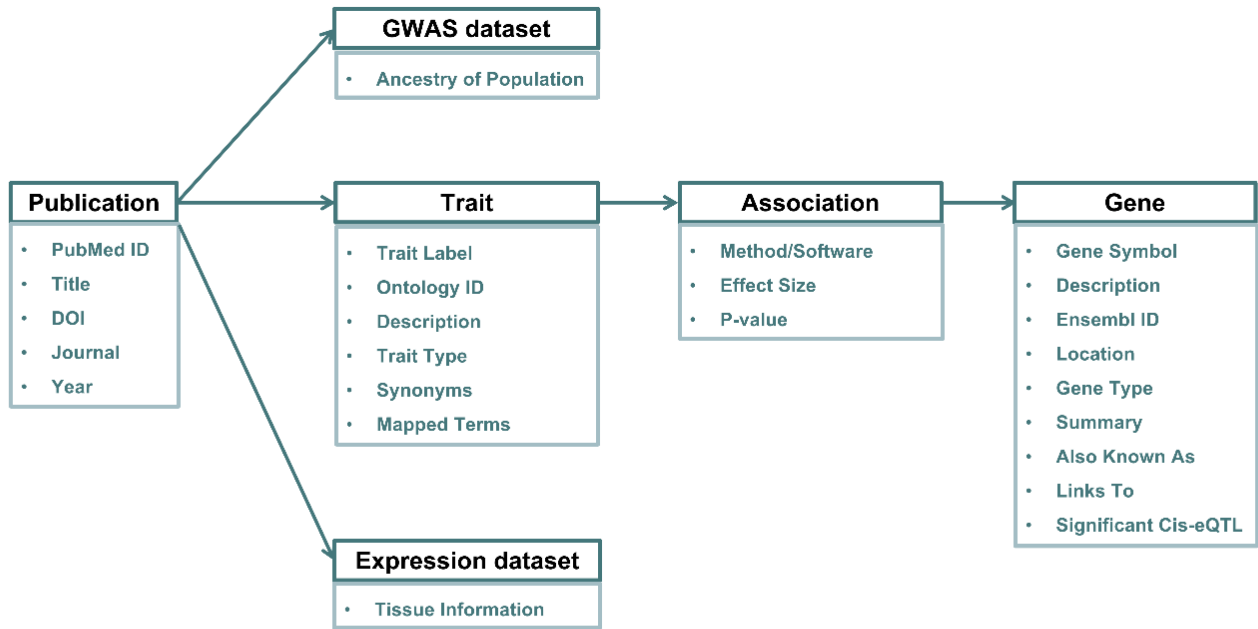 GWAS dataset
• Ancestry of Population
Publication
• PubMed ID
• Title
• DOI
• Journal
• Year
Trait
• Trait Label
• Ontology ID
• Description
• Trait Type
• Synonyms
• Mapped Terms
Association
• Method/Software
• Effect Size
• P-value
Gene
• Gene Symbol
• Description
• Ensembl ID
• Location
• Gene Type
• Summary
• Also Known As
• Links To
• Significant Cis-eQTL
Expression dataset
• Tissue Information